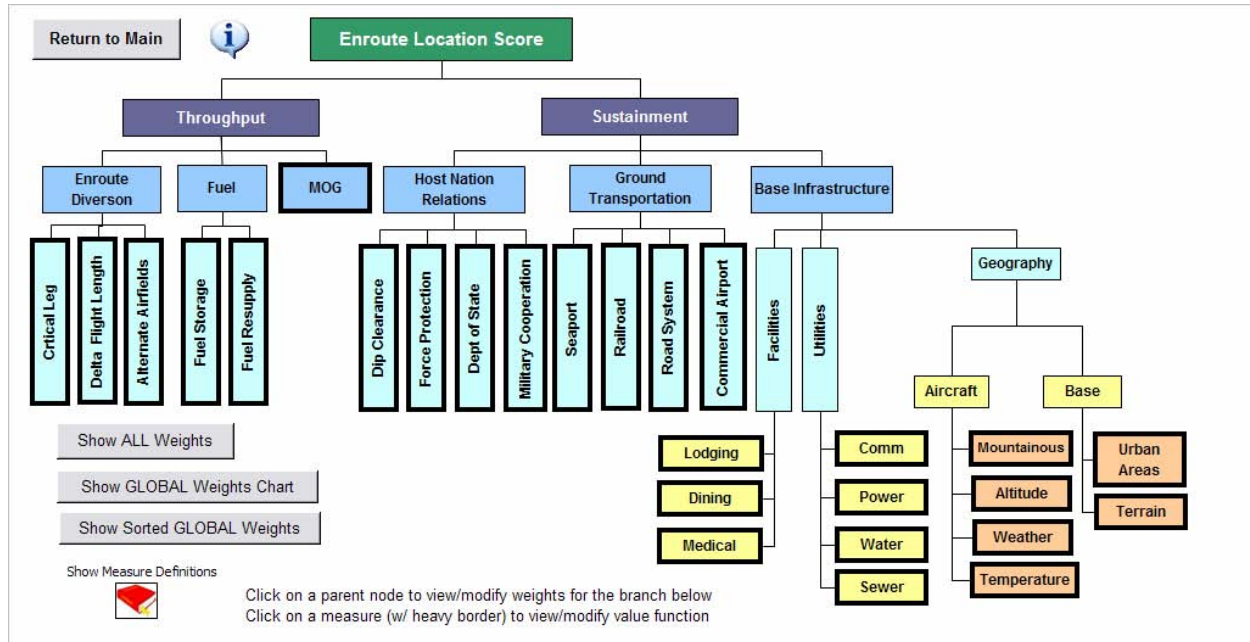 Return to Main
i
Enroute Location Score
Throughput
Sustainment
Enroute
Diverson
Fuel
MOG
Host Nation
Relations
Ground
Transportation
Base Infrastructure
Crtical Leg
Delta Flight Length
Alternate Airfields
Fuel Storage
Fuel Resupply
Dip Clearance
Force Protection
Dept of State
Military Cooperation
Seaport
Railroad
Road System
Commercial Airport
Facilities
Utilities
Geography
Aircraft
Base
Lodging
Dining
Medical
Comm
Power
Water
Sewer
Mountainous
Altitude
Weather
Temperature
Urban
Areas
Terrain
Show ALL Weights
Show GLOBAL Weights Chart
Show Sorted GLOBAL Weights
Show Measure Definitions
Click on a parent node to view/modify weights for the branch below
Click on a measure (w/ heavy border) to view/modify value function